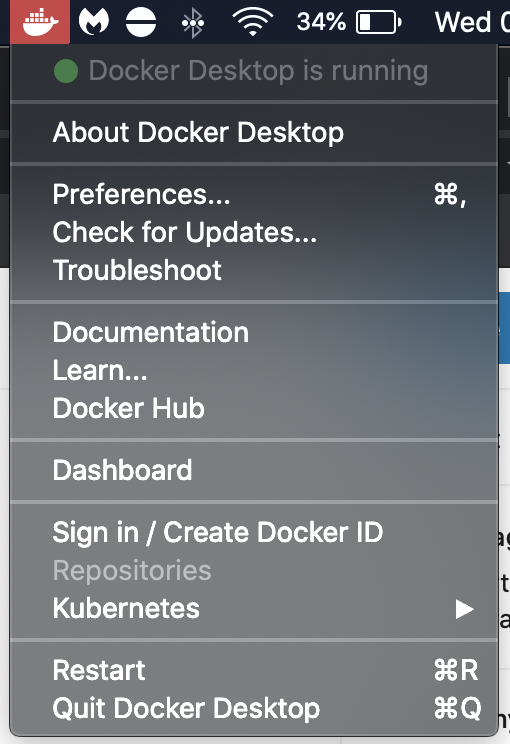 34% Wed
Docker Desktop is running
About Docker Desktop
Preferences... ⌘,
Check for Updates...
Troubleshoot
Documentation
Learn...
Docker Hub
Dashboard
Sign in / Create Docker ID
Repositories
Kubernetes
Restart ⌘R
Quit Docker Desktop ⌘Q